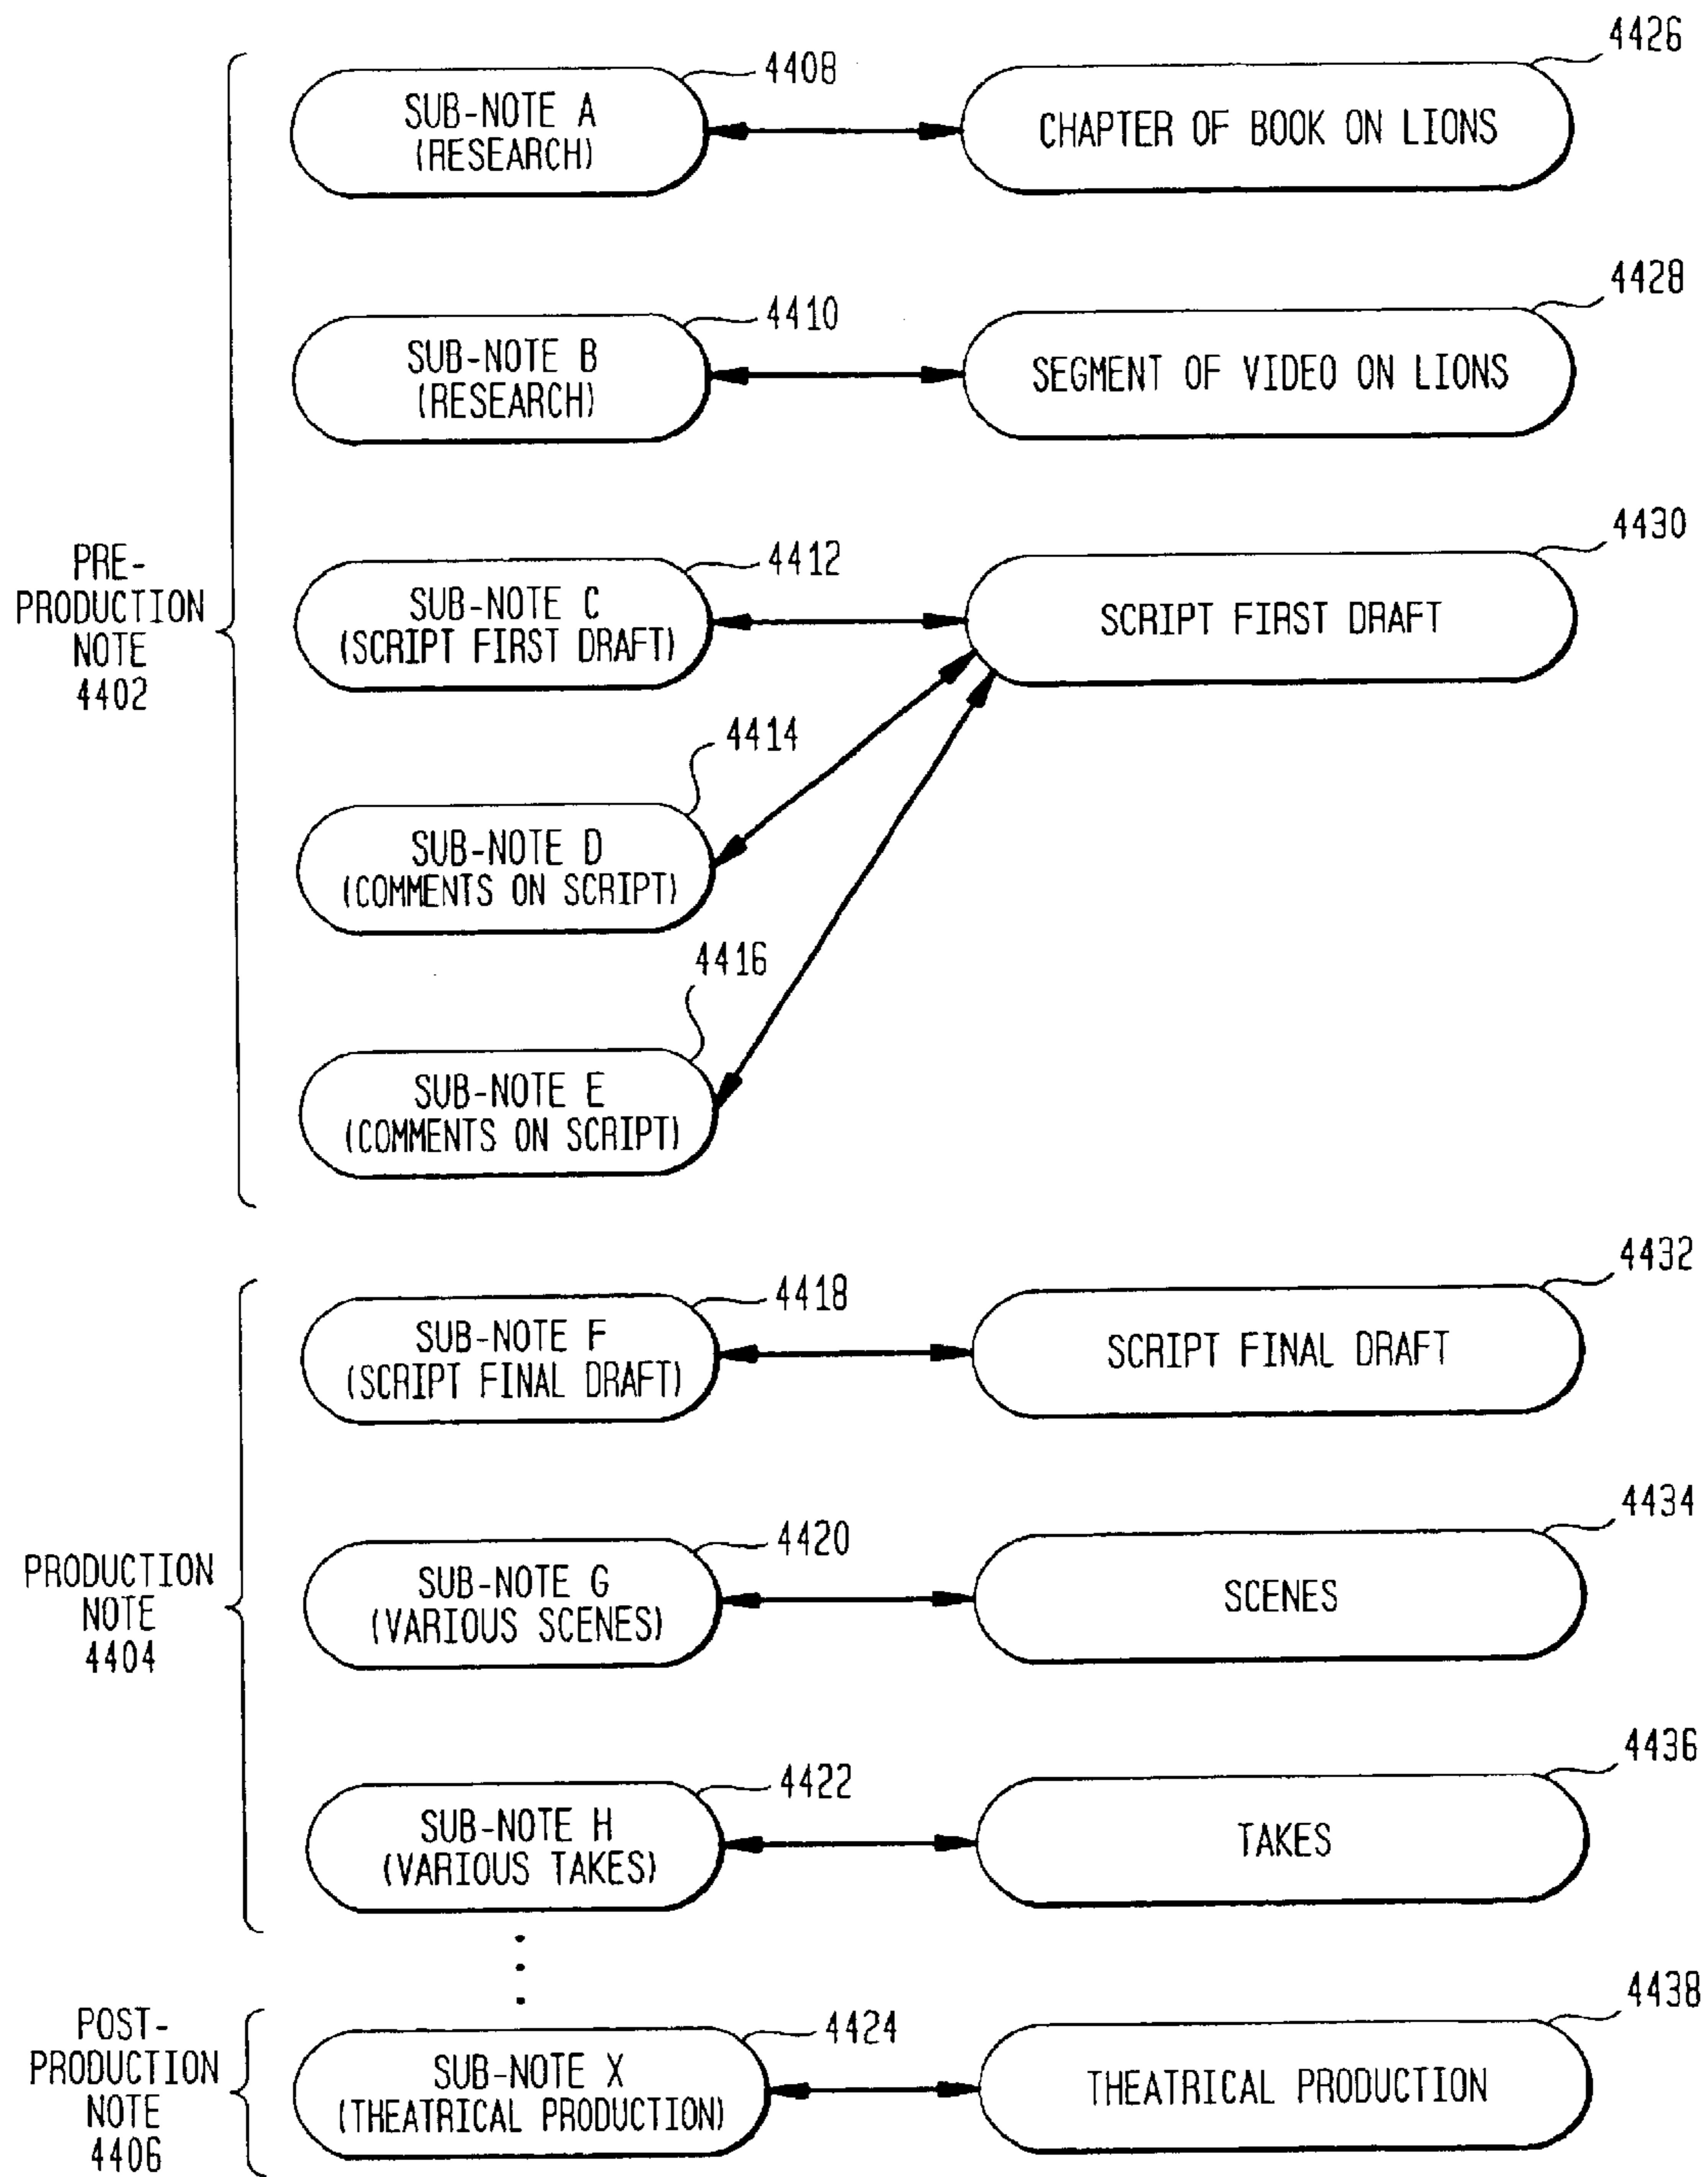 4426
4408
SUB-NOTE A
(RESEARCH)
CHAPTER OF BOOK ON LIONS
4428
4410
SUB-NOTE B
(RESEARCH)
SEGMENT OF VIDEO ON LIONS
4430
4412
PRE-
PRODUCTION
NOTE
4402
SUB-NOTE C
(SCRIPT FIRST DRAFT)
SCRIPT FIRST DRAFT
4414
SUB-NOTE D
(COMMENTS ON SCRIPT)
4416
SUB-NOTE E
(COMMENTS ON SCRIPT)
4432
4418
SUB-NOTE F
(SCRIPT FINAL DRAFT)
SCRIPT FINAL DRAFT
4434
4420
PRODUCTION
NOTE
4404
SUB-NOTE G
(VARIOUS SCENES)
SCENES
4436
4422
SUB-NOTE H
(VARIOUS TAKES)
TAKES
4438
4424
POST-
PRODUCTION
NOTE
4406
SUB-NOTE X
(THEATRICAL PRODUCTION)
THEATRICAL PRODUCTION